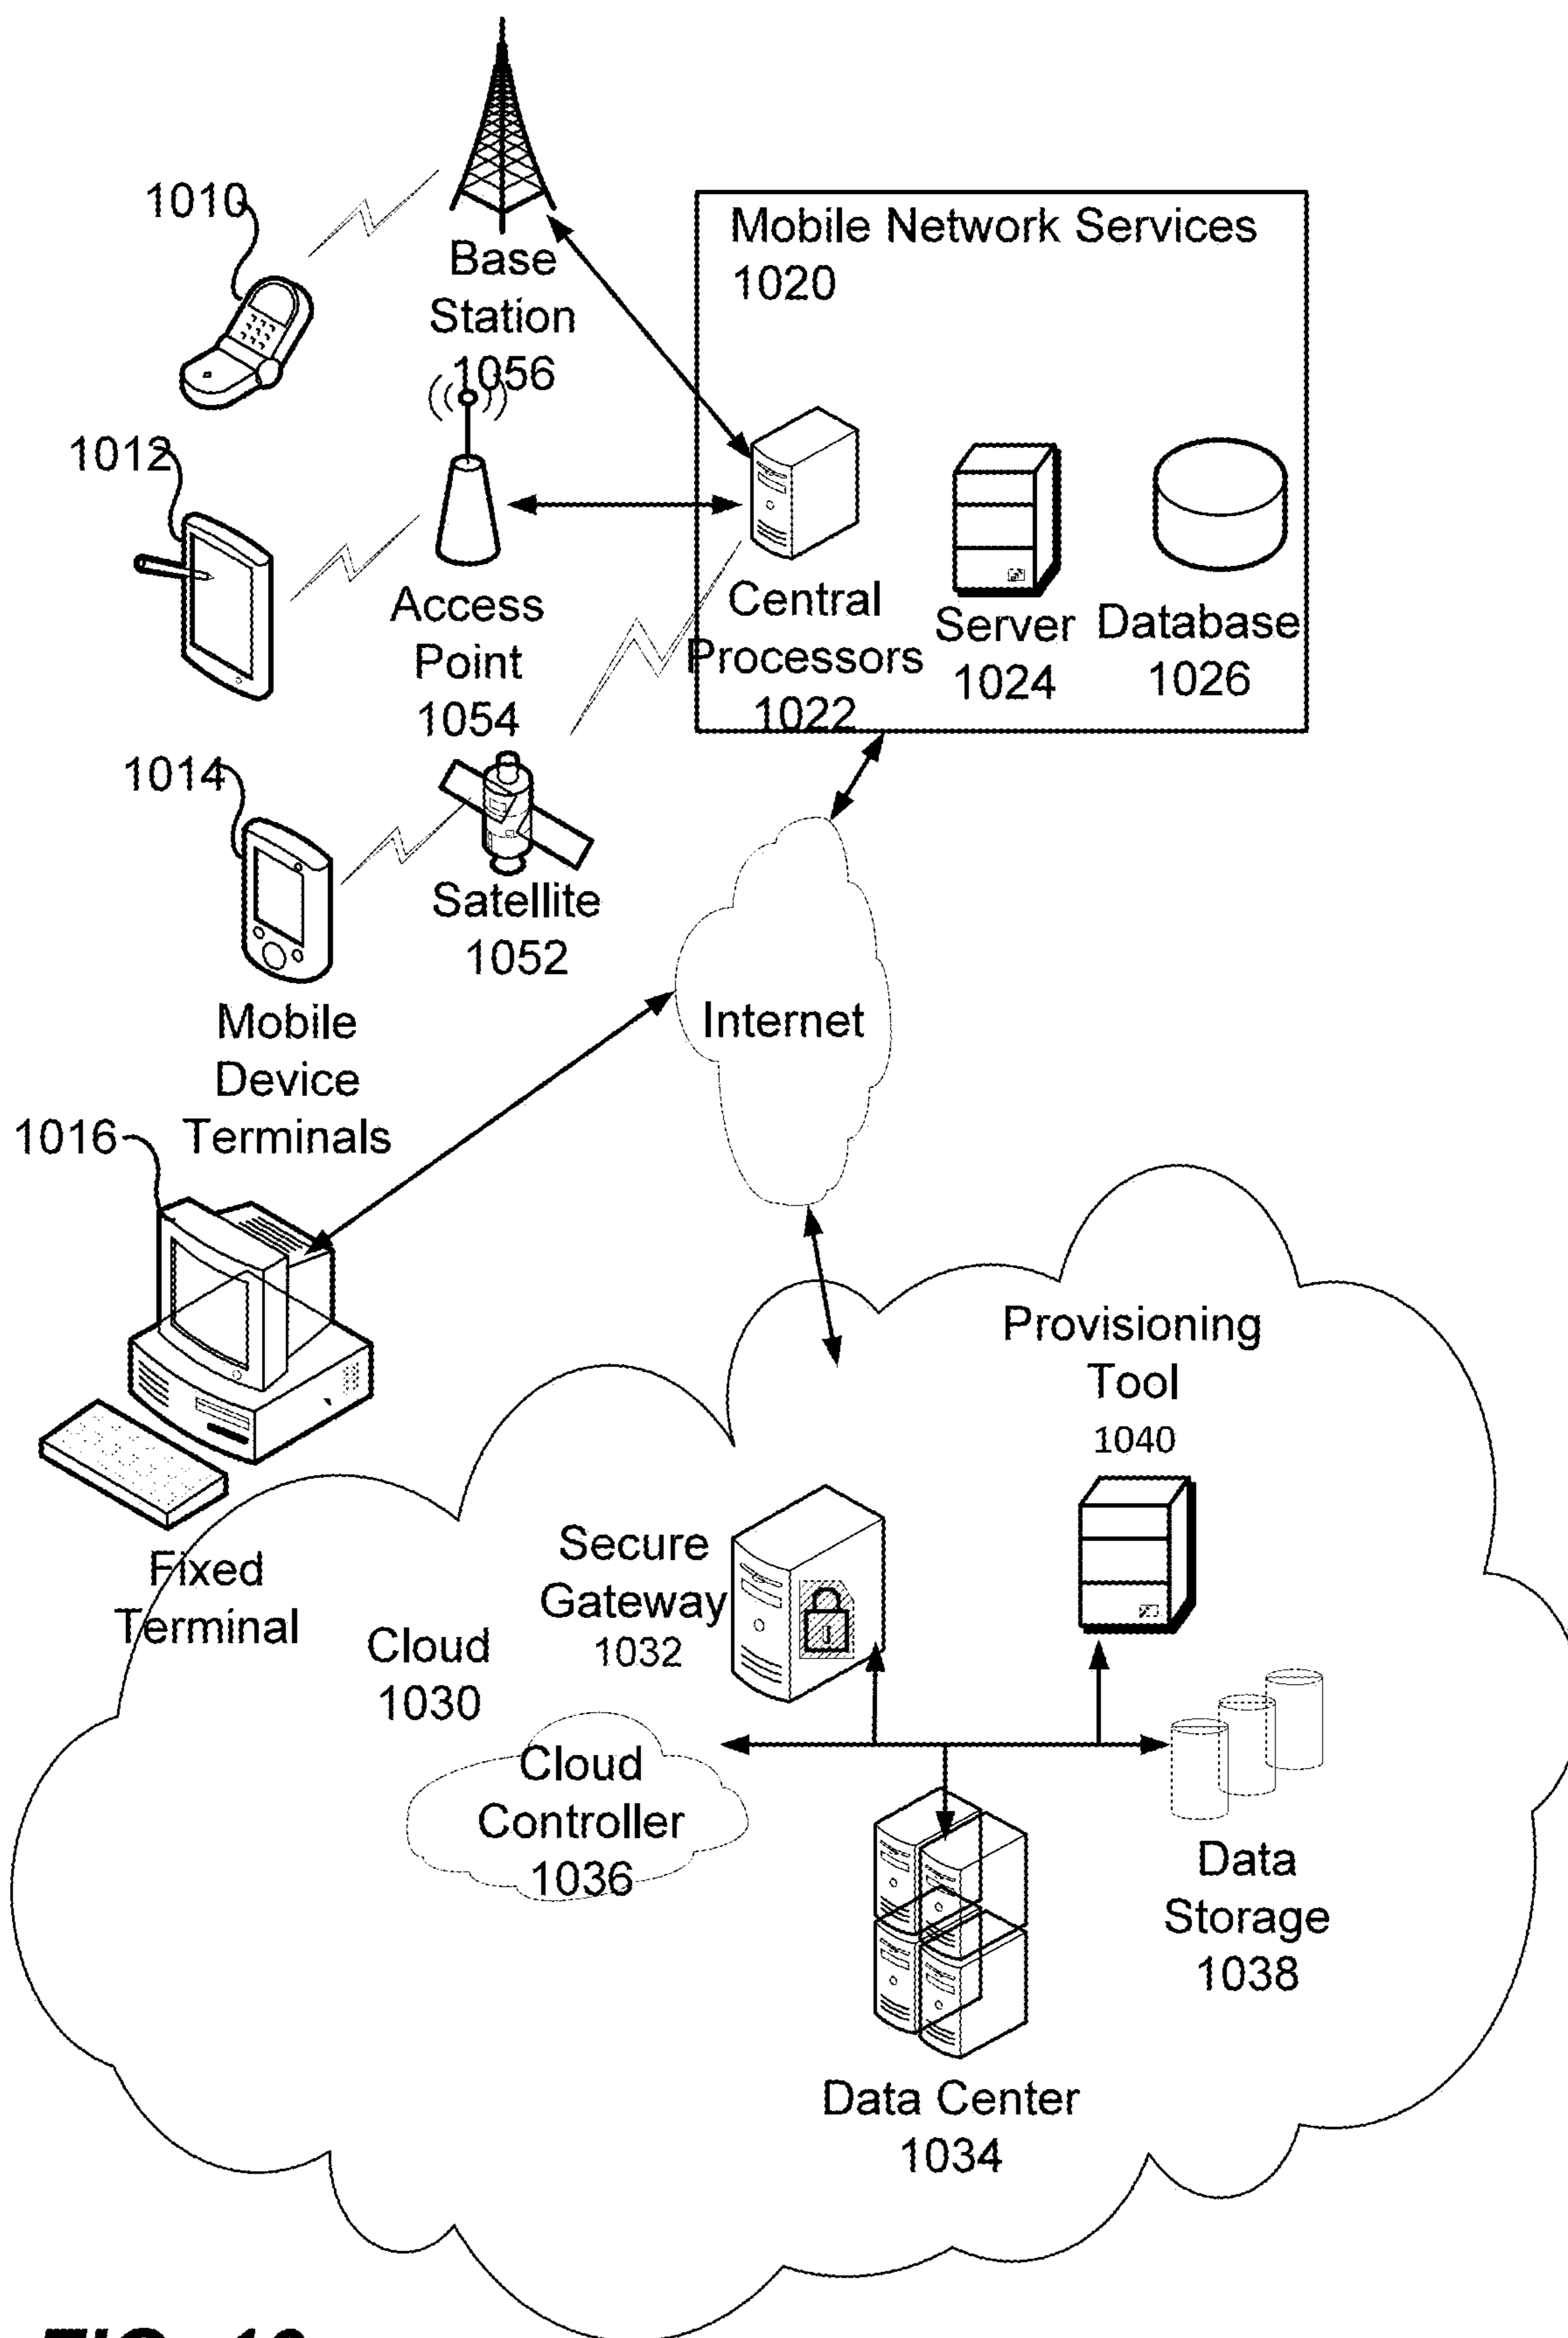 1010
Base
Station
1056
Mobile Network Services
1020
1012
Access
Point
1054
Central
Processors
1022
Server
1024
Database
1026
1014
Satellite
1052
Mobile
Device
Terminals
Internet
1016
Fixed
Terminal
Provisioning
Tool
1040
Secure
Gateway
1032
Cloud
1030
Cloud
Controller
1036
Data
Storage
1038
Data Center
1034